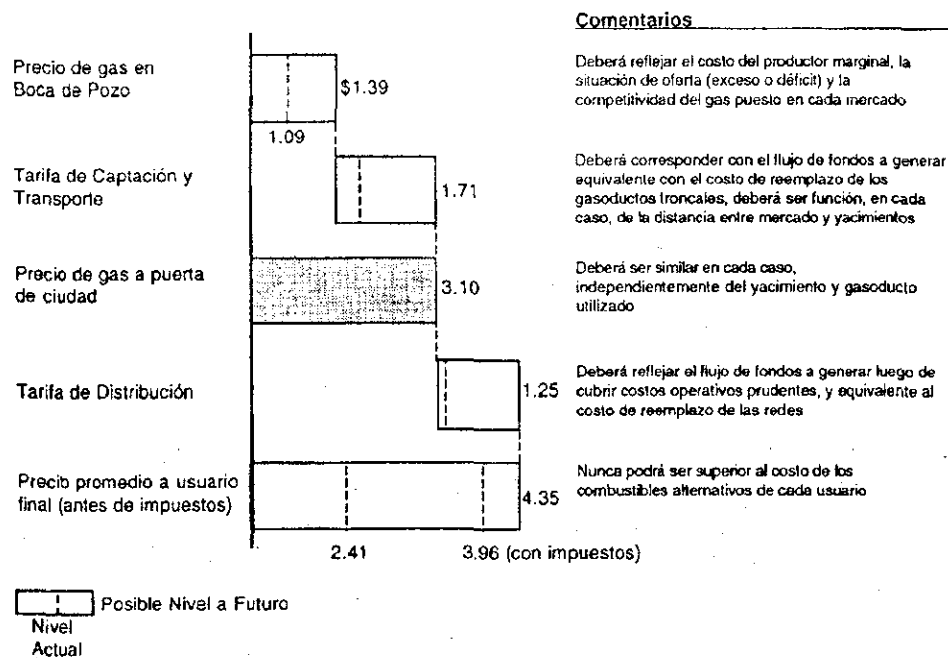 Comentarios
Precio de gas en
Boca de Pozo
$1.39
1.09
Deberá reflejar el costo del productor marginal, la
situación de oferta (exceso o déficit) y la
competitividad del gas puesto en cada mercado
Tarifa de Captación y
Transporte
1.71
Deberá corresponder con el flujo de fondos a generar
equivalente con el costo de reemplazo de los
gasoductos troncales, deberá ser función, en cada
caso, de la distancia entre mercado y yacimientos
Precio de gas a puerta
de ciudad
3.10
Deberá ser similar en cada caso,
independientemente del yacimiento y gasoducto
utilizado
Tarifa de Distribución
1.25
Deberá reflejar el flujo de fondos a generar luego de
cubrir costos operativos prudentes, y equivalente al
costo de reemplazo de las redes
Precio promedio a usuario
final (antes de impuestos)
4.35
Nunca podrá ser superior al costo de los
combustibles alternativos de cada usuario
2.41
3.96 (con impuestos)
Posible Nivel a Futuro
Nivel
Actual